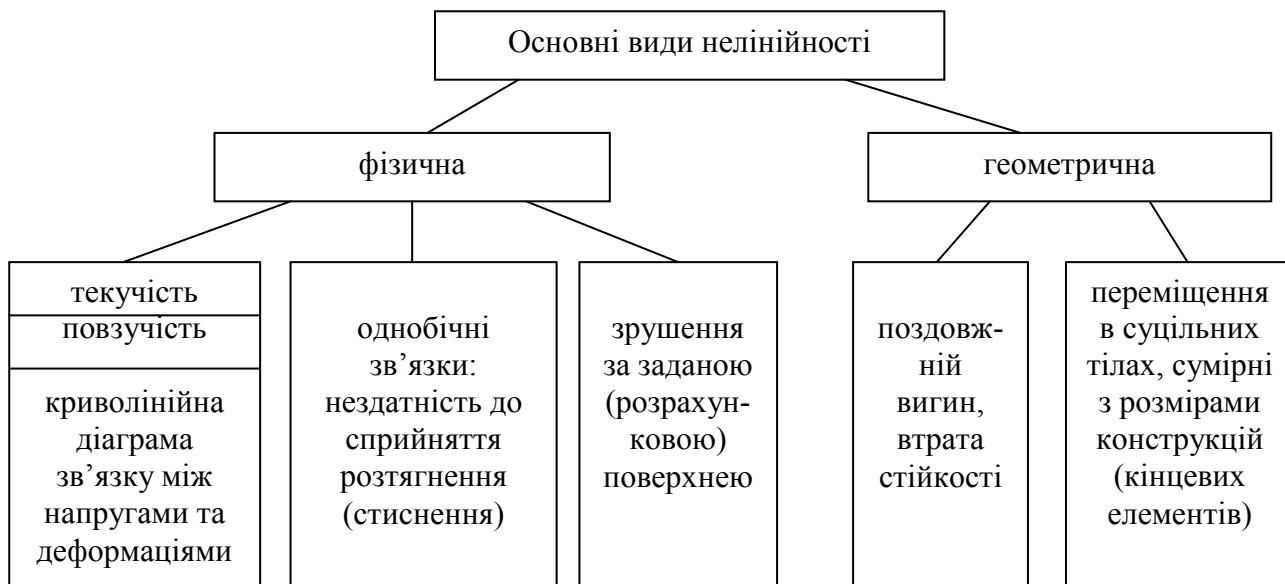 Основні види нелінійності
фізична
геометрична
текучість
повзучість
криволінійна
діаграма
зв’язку між
напругами та
деформаціями
однобічні
зв’язки:
нездатність до
сприйняття
розтягнення
(стиснення)
зрушення
за заданою
(розрахун-
ковою)
поверхнею
поздовж-
ній
вигин,
втрата
стійкості
переміщення
в суцільних
тілах, сумірні
з розмірами
конструкцій
(кінцевих
елементів)